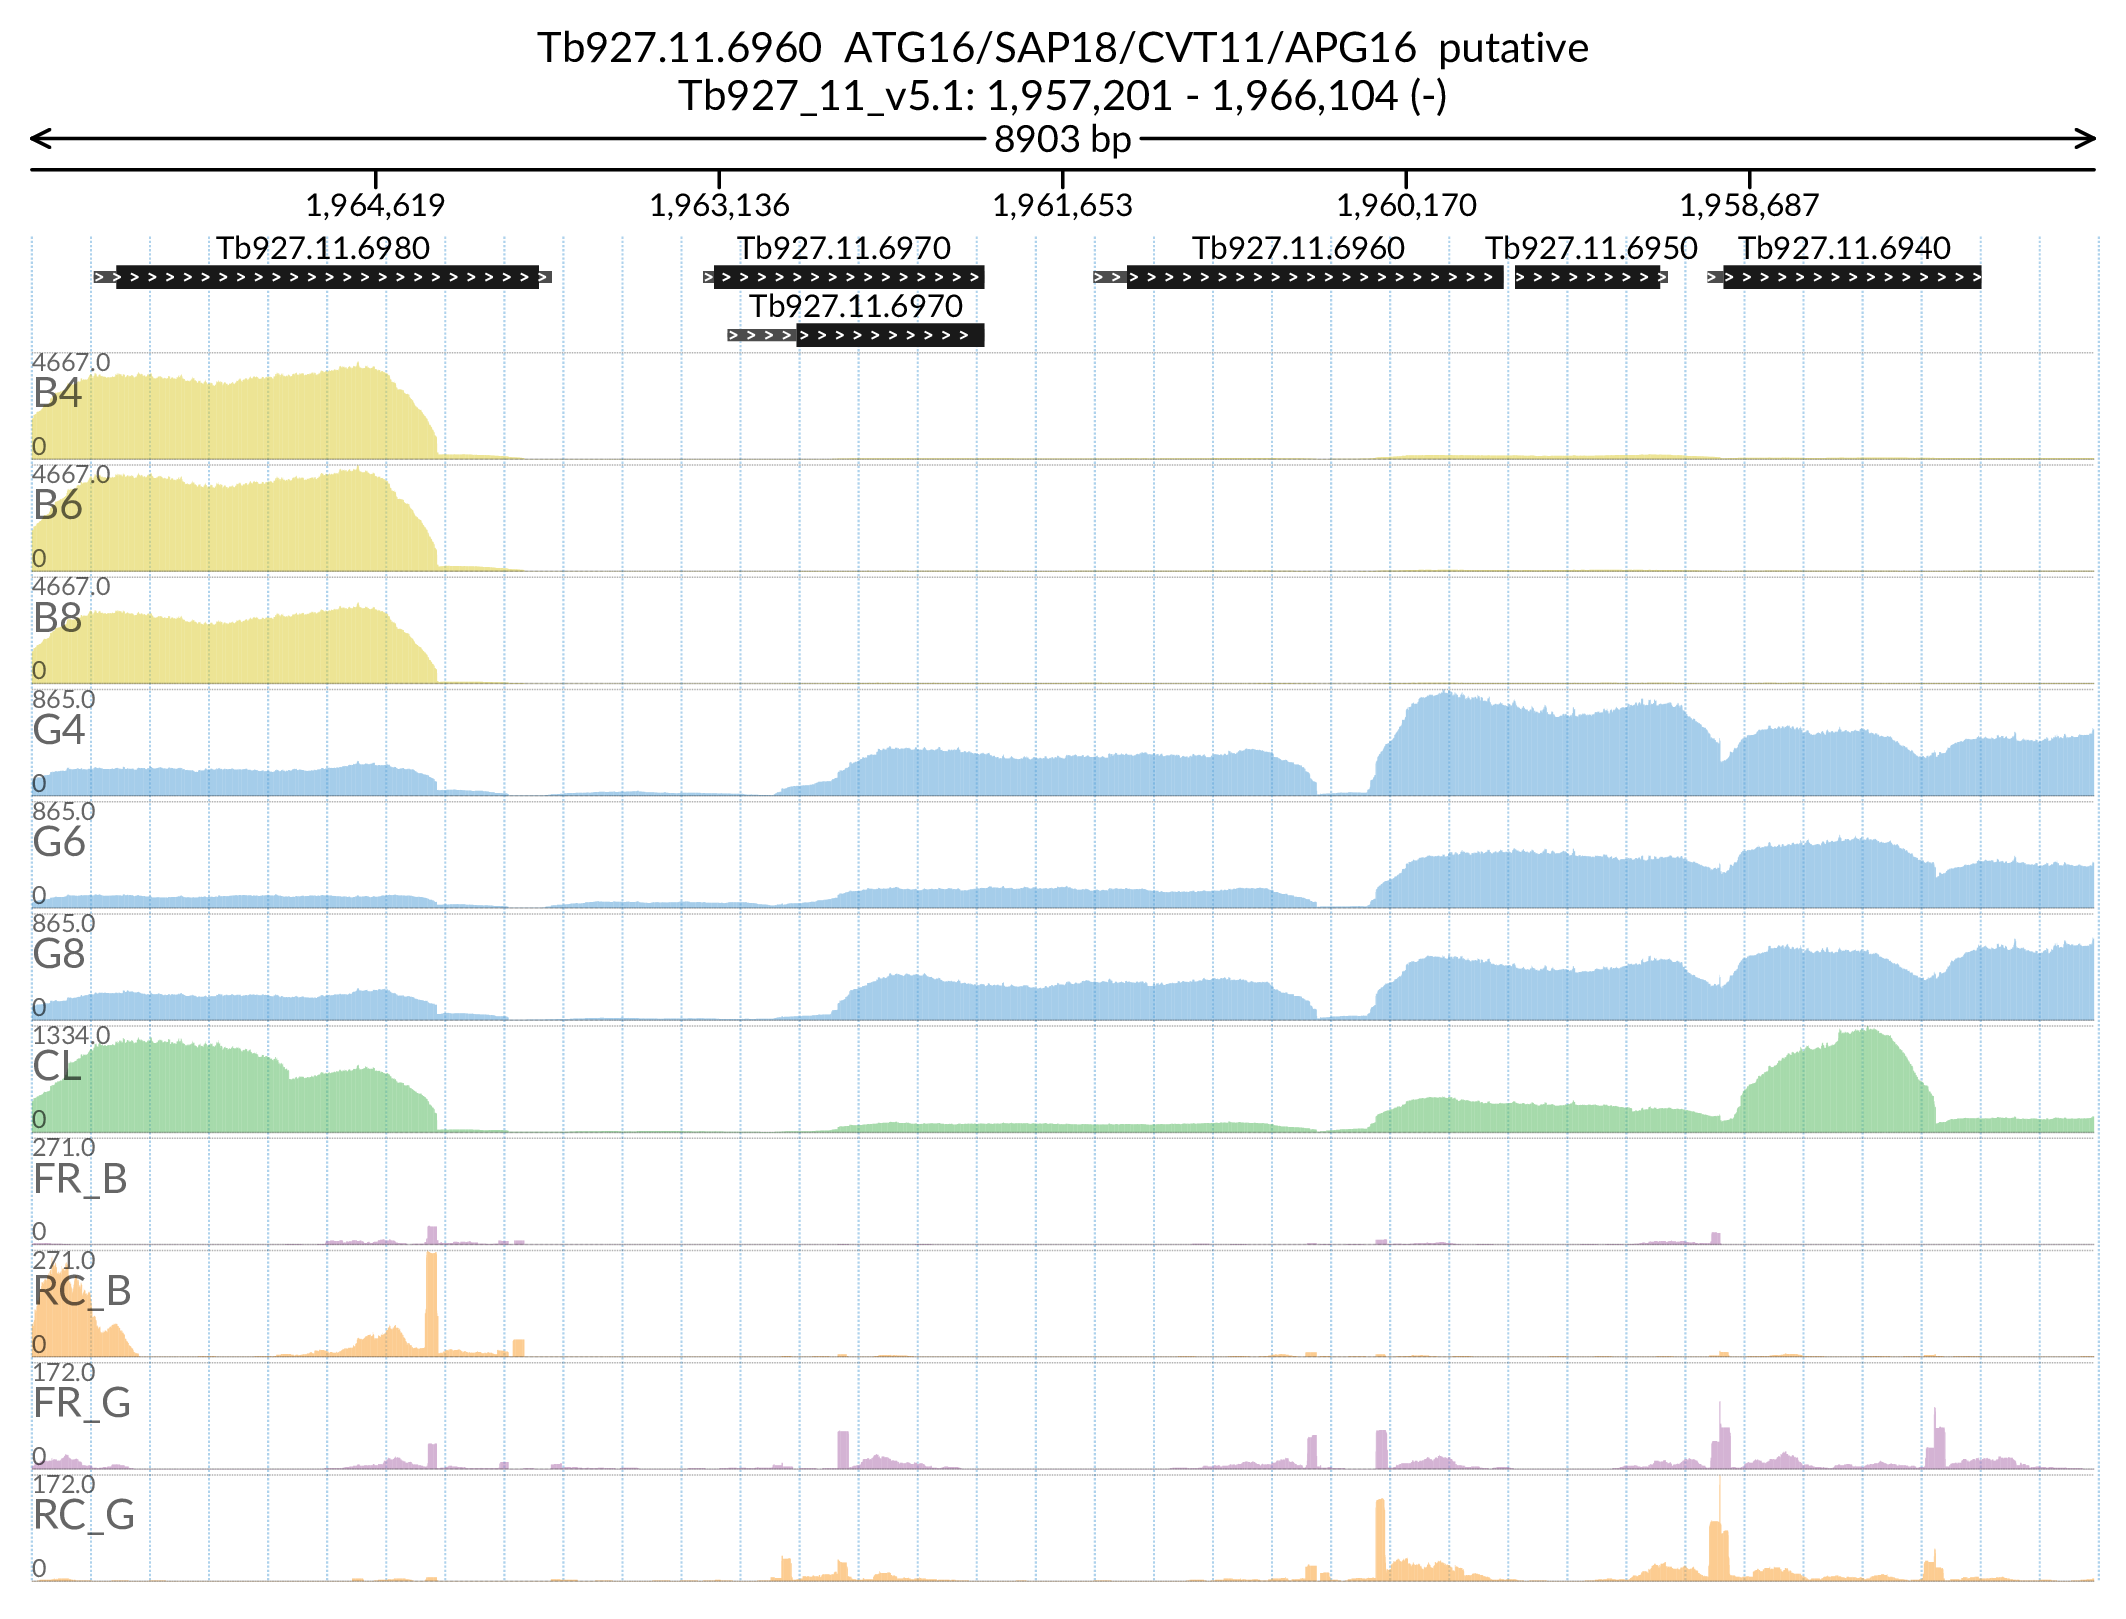 Tb927.11.6960 ATG16/SAP18/CVT11/APG16 putative
Tb927_11_v5.1: 1,957,201 - 1,966,104 (-)
8903 bp
1,964,619 1,963,136 1,961,653 1,960,170 1,958,687
Tb927.11.6980 Tb927.11.6970 Tb927.11.6960 Tb927.11.6950 Tb927.11.6940
Tb927.11.6970
4667.0
B4
0
4667.0
B6
0
4667.0
B8
0
865.0
G4
0
865.0
G6
0
865.0
G8
0
1334.0
CL
0
271.0
FR_B
0
271.0
RC_B
0
172.0
FR_G
0
172.0
RC_G
0